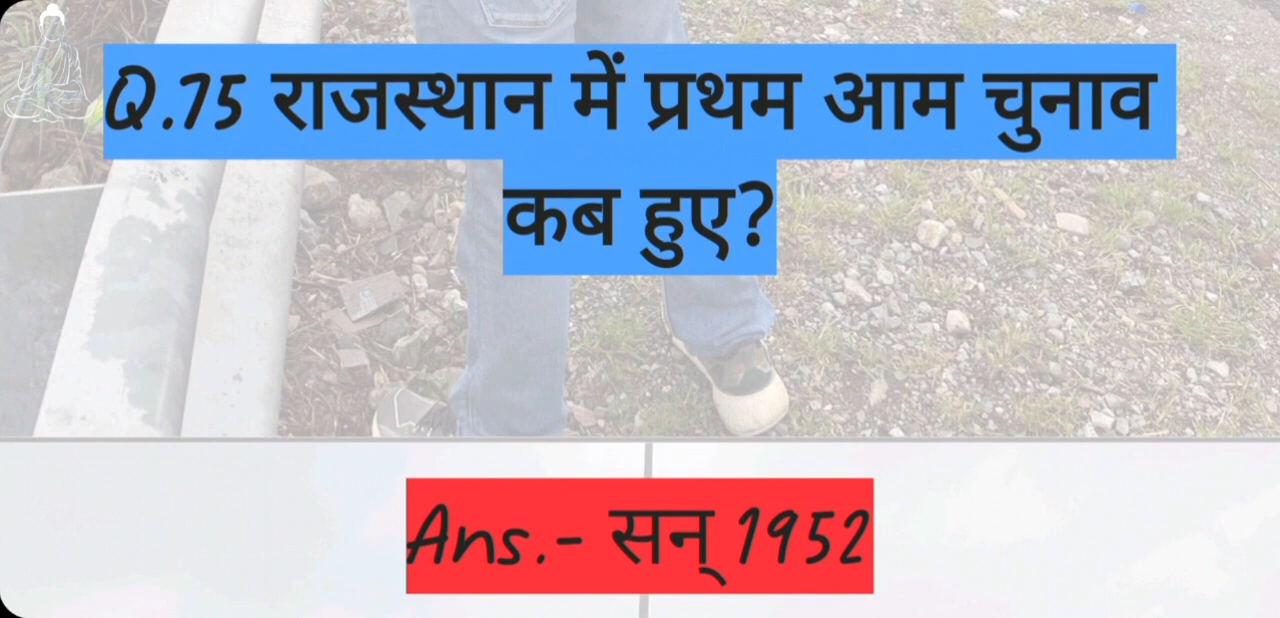 Q.75 राजस्थान में प्रथम आम चुनाव
कब हुए?
Ans.- सन् 1952